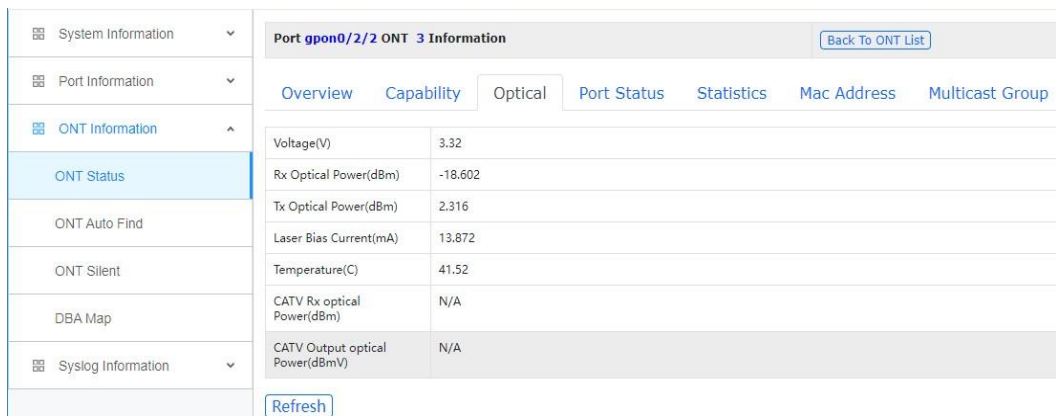 System Information
Port Information
ONT Information
ONT Status
ONT Auto Find
ONT Silent
DBA Map
Syslog Information
Port gpon0/2/2 ONT 3 Information
Back To ONT List
Overview Capability Optical Port Status Statistics Mac Address Multicast Group
Voltage(V) 3.32
Rx Optical Power(dBm) -18.602
Tx Optical Power(dBm) 2.316
Laser Bias Current(mA) 13.872
Temperature(C) 41.52
CATV Rx optical N/A
Power(dBm)
CATV Output optical N/A
Power(dBmV)
Refresh